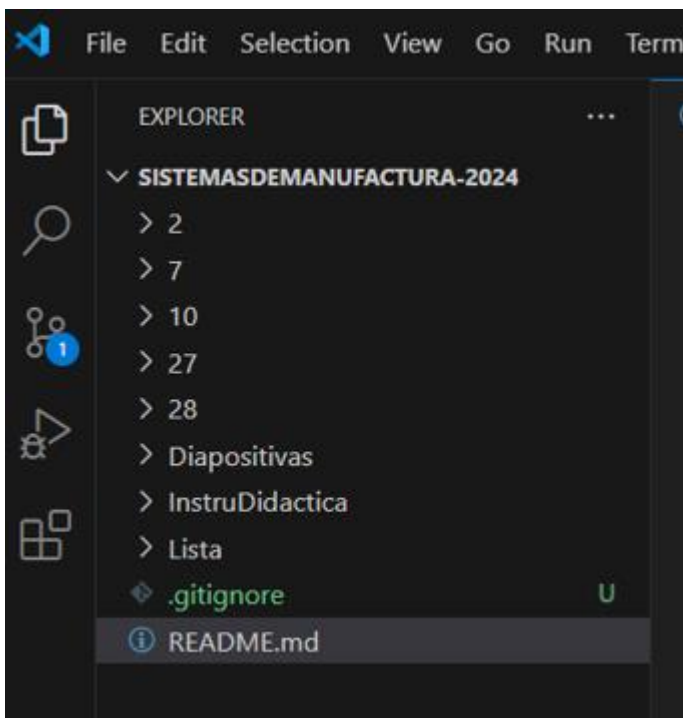 File Edit Selection View Go Run Term
EXPLORER ...
SISTEMASDEMANUFACTURA-2024
2
7
10
27
1
28
Diapositivas
InstruDidactica
Lista
.gitignore U
README.md